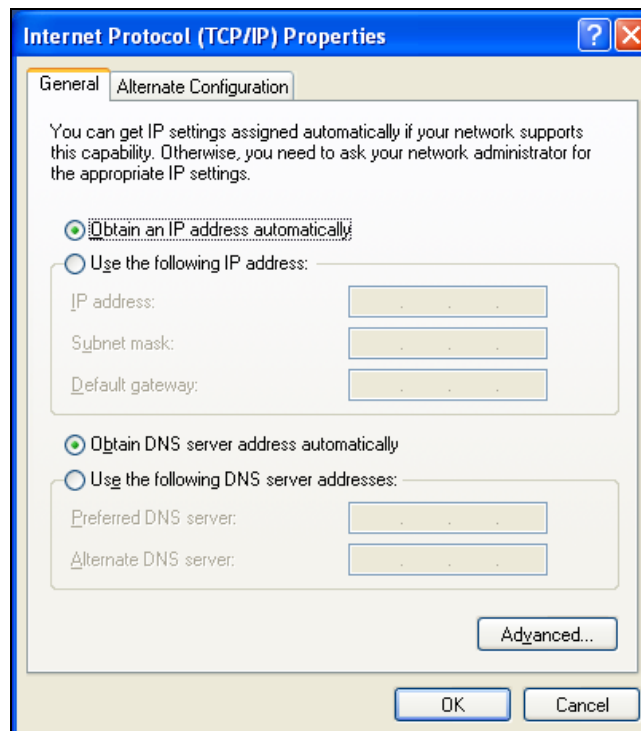 Internet Protocol (TCP/IP) Properties
General
Alternate Configuration
You can get IP settings assigned automatically if your network supports
this capability. Otherwise, you need to ask your network administrator for
the appropriate IP settings.
Obtain an IP address automatically
Use the following IP address:
IP address:
Subnet mask:
Default gateway:
Obtain DNS server address automatically
Use the following DNS server addresses:
Preferred DNS server:
Alternate DNS server:
Advanced...
OK
Cancel